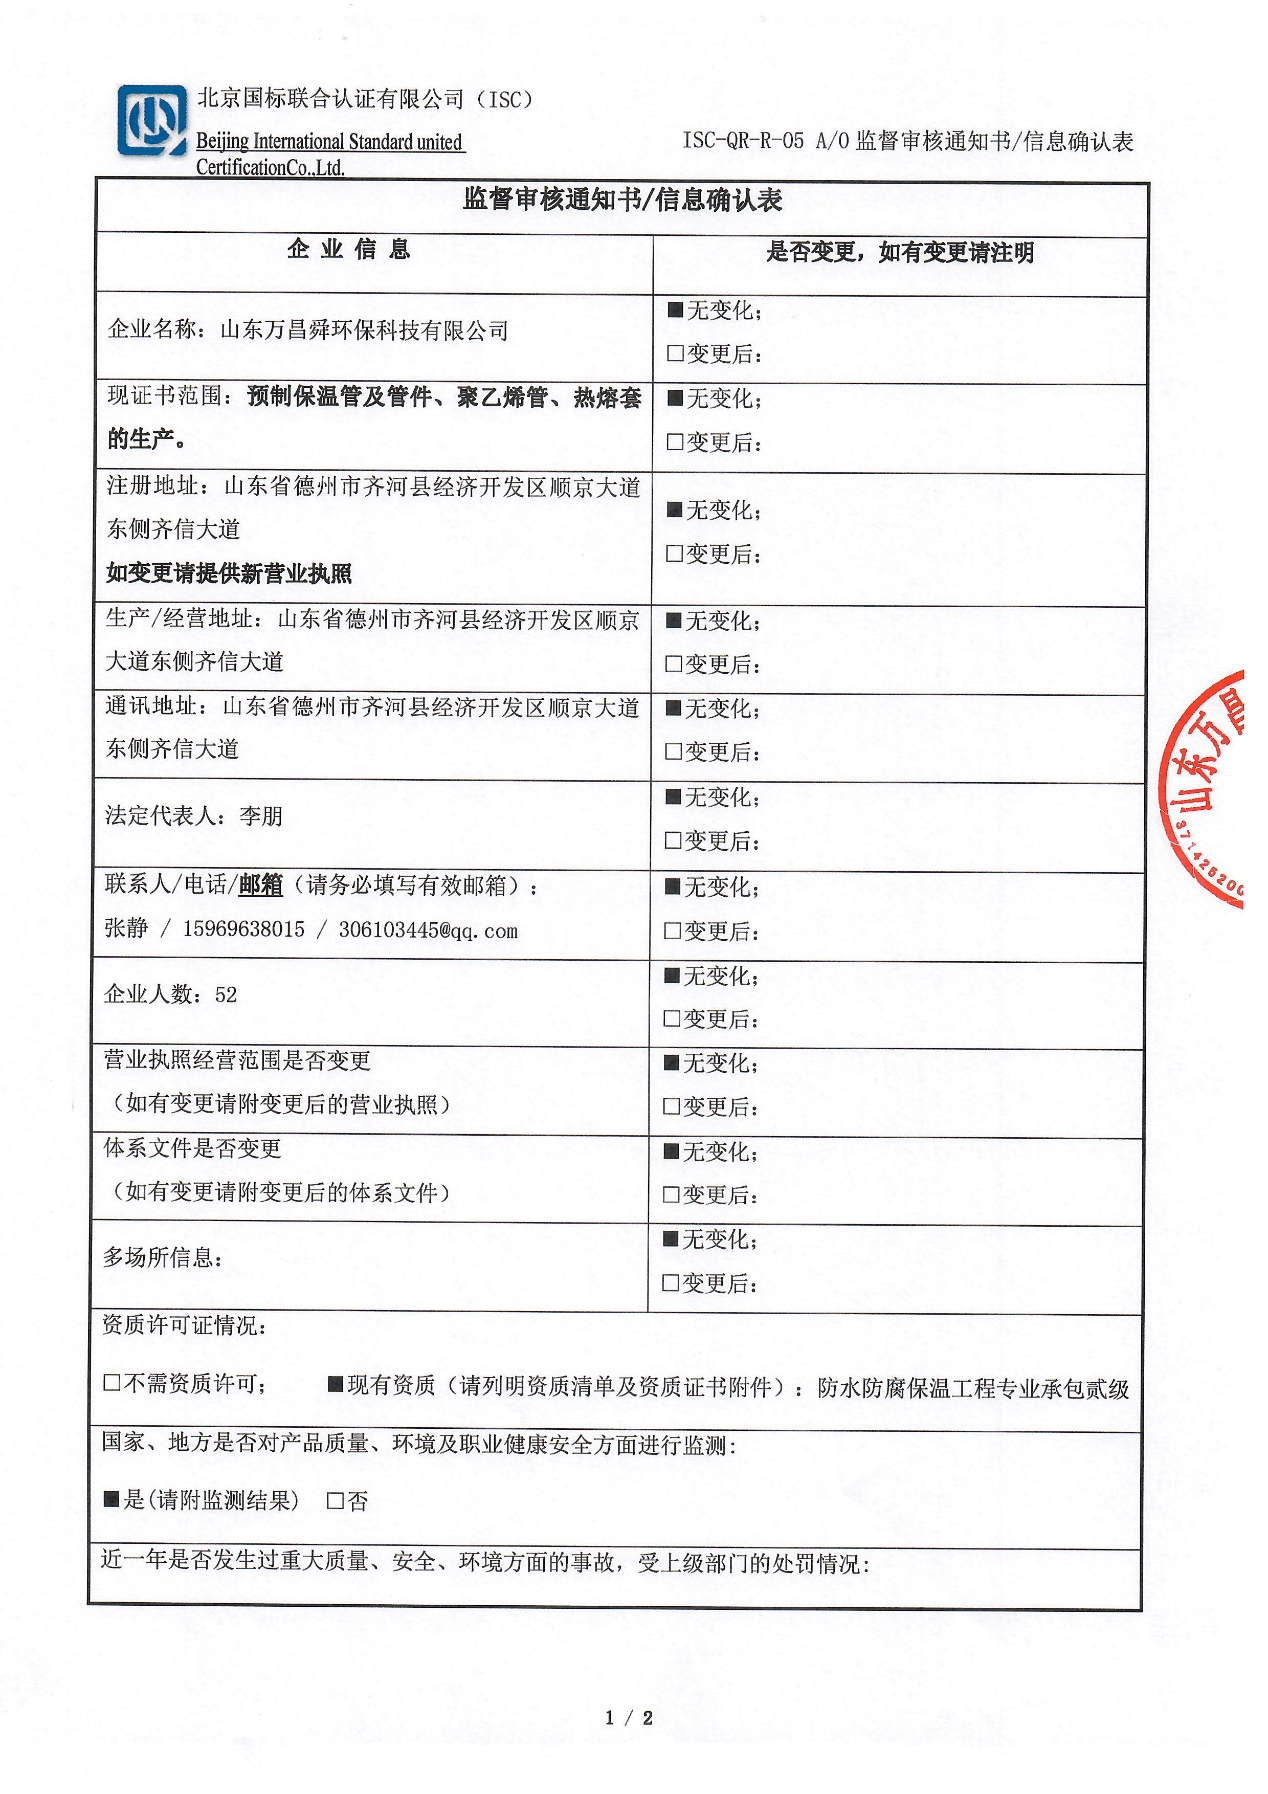 北京国标联合认证有限公司（ISC）
Beijing International Standard united
CertificationCo.,Ltd.
ISC-QR-R-05 A/0 监督审核通知书/信息确认表
监督审核通知书/信息确认表
企 业 信 息
是否变更，如有变更请注明
企业名称：山东万昌舜环保科技有限公司
■无变化；
□变更后：
现证书范围：预制保温管及管件、聚乙烯管、热熔套
的生产。
■无变化；
□变更后：
注册地址：山东省德州市齐河县经济开发区顺京大道
东侧齐信大道
如变更请提供新营业执照
■无变化；
□变更后：
生产/经营地址：山东省德州市齐河县经济开发区顺京
大道东侧齐信大道
■无变化；
□变更后：
通讯地址：山东省德州市齐河县经济开发区顺京大道
东侧齐信大道
■无变化；
□变更后：
法定代表人：李朋
■无变化；
□变更后：
联系人/电话/邮箱（请务必填写有效邮箱）：
张静 / 15969638015 / 306103445@qq.com
■无变化；
□变更后：
企业人数：52
■无变化；
□变更后：
营业执照经营范围是否变更
（如有变更请附变更后的营业执照）
■无变化；
□变更后：
体系文件是否变更
（如有变更请附变更后的体系文件）
■无变化；
□变更后：
多场所信息：
■无变化；
□变更后：
资质许可证情况：
□不需资质许可； ■现有资质（请列明资质清单及资质证书附件）：防水防腐保温工程专业承包贰级
国家、地方是否对产品质量、环境及职业健康安全方面进行监测：
■是(请附监测结果) □否
近一年是否发生过重大质量、安全、环境方面的事故，受上级部门的处罚情况：
山东万昌
371425200
1 / 2